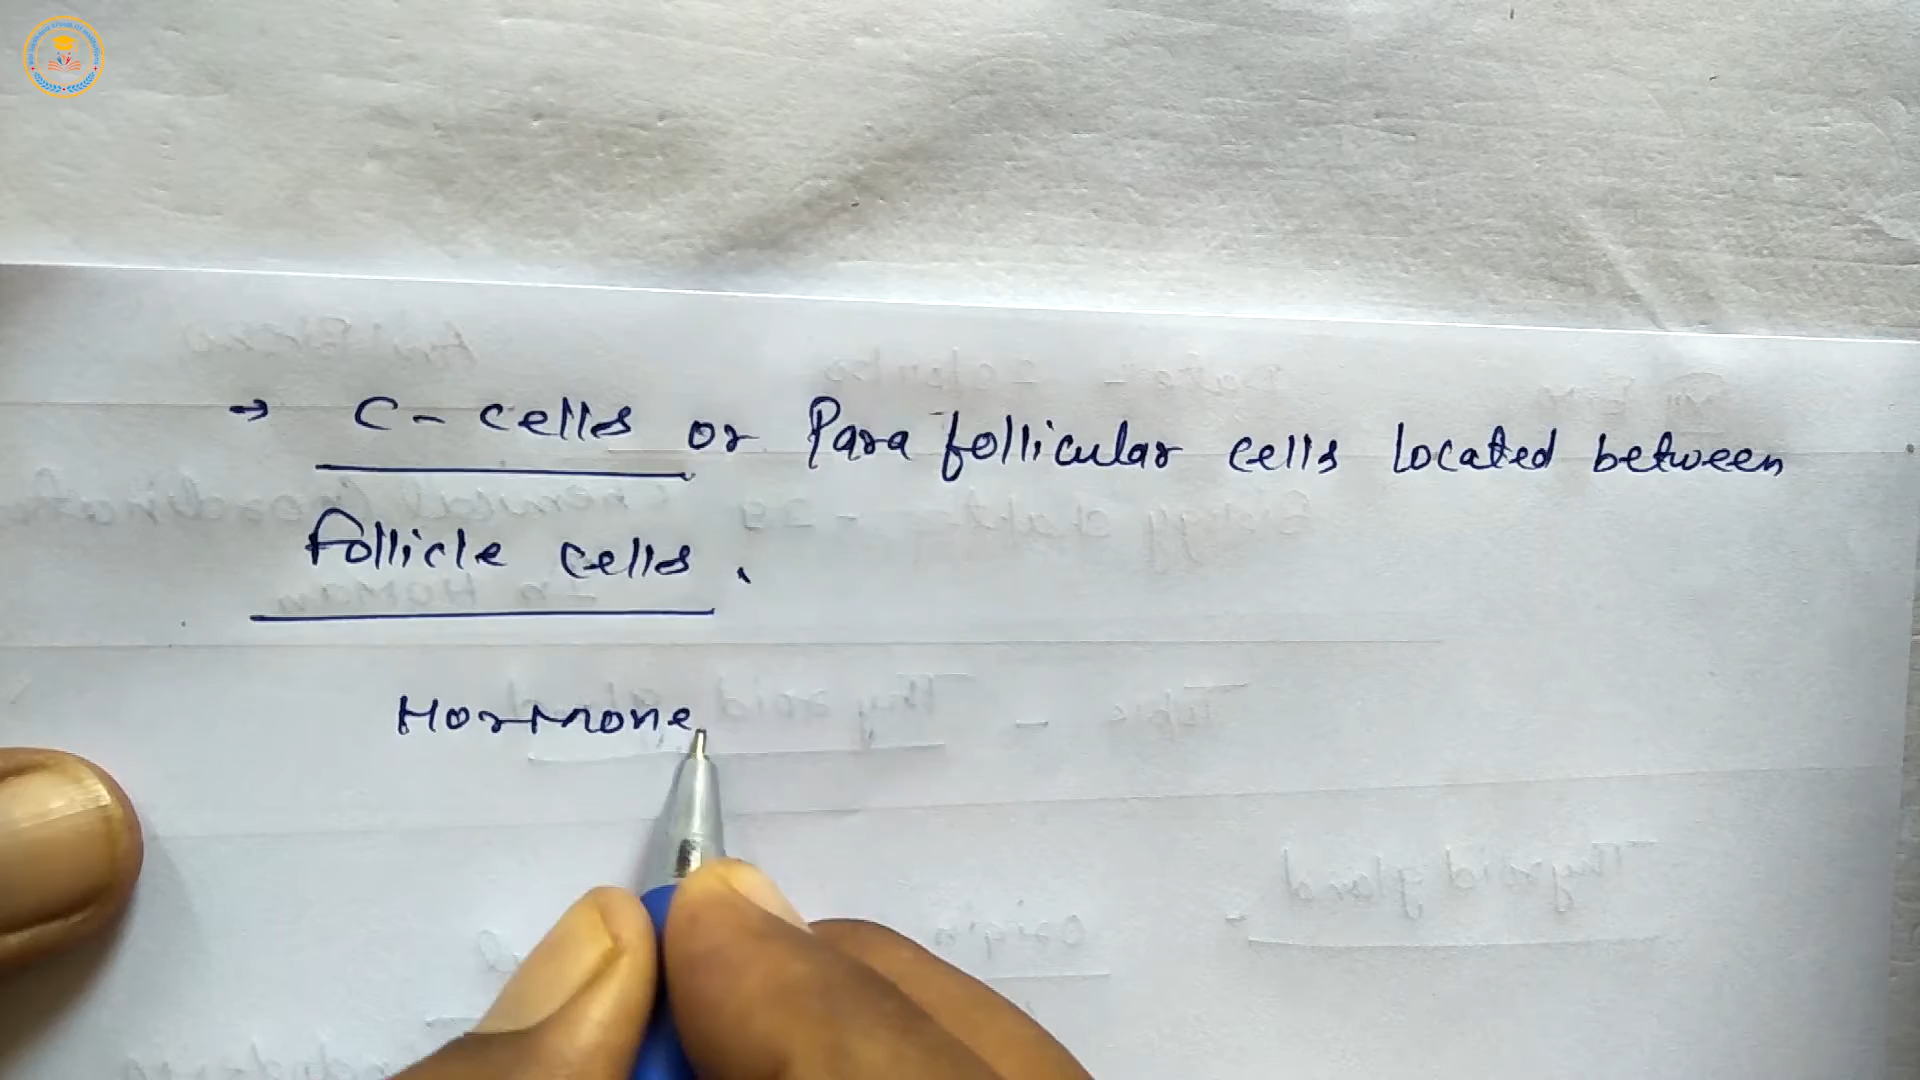 → C-cells or Para follicular cells located between
follicle cells.
Hormone